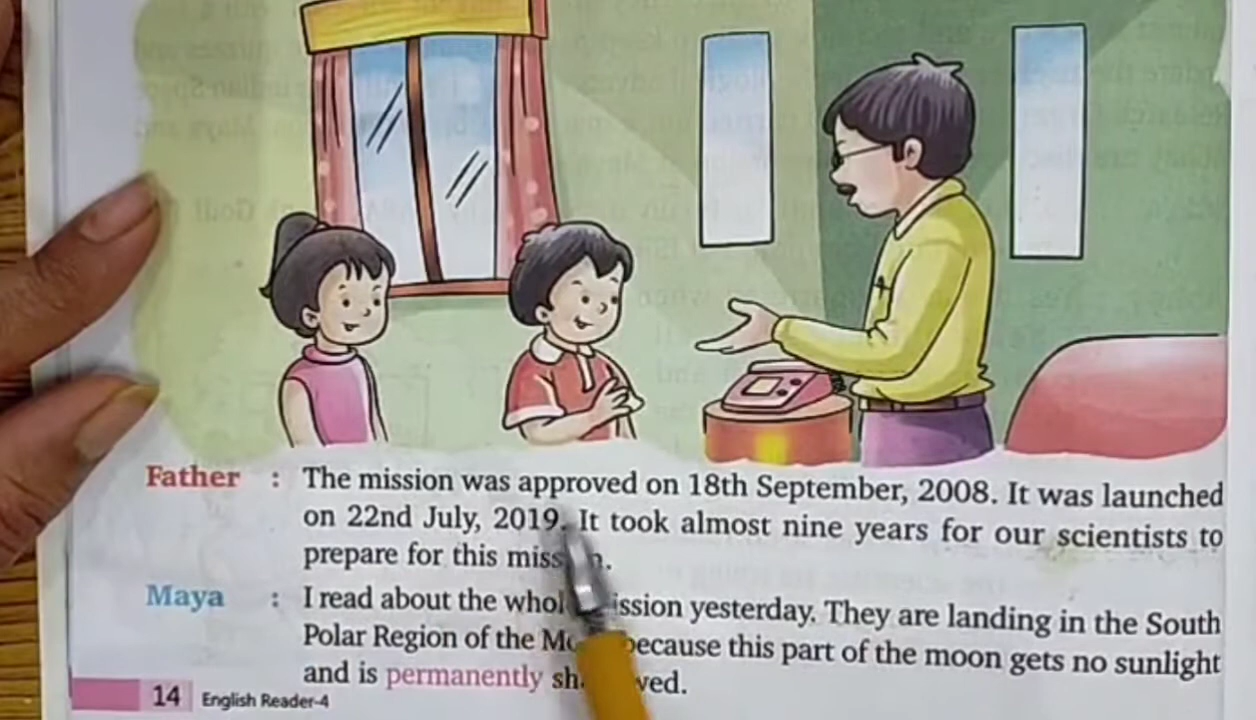 Father : The mission was approved on 18th September, 2008. It was launched
on 22nd July, 2019. It took almost nine years for our scientists to
prepare for this
Maya : I read about the yesterday. They are landing in the South
Polar Region of the because this part of the moon gets no sunlight
and is permanently
14 English Reader-4